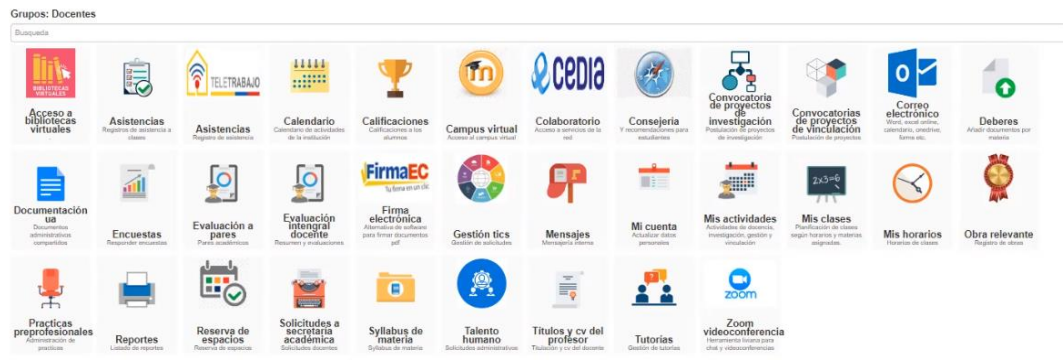 Grupos: Docentes
Busqueda
BIBLIOTECAS
VIRTUALES
TELETRABAJO
m
cedia
o
Acceso a
bibliotecas
virtuales
Asistencias
Registros de asistencia a
clases
Asistencias
Registro de asistencia
Calendario
Calendario de actividades
de la institución
Calificaciones
Calificaciones a los
alumnos
Campus virtual
Acceso al campus virtual
Colaboratorio
Acceso a servicios de la
red
Consejeria
Y recomendaciones para
estudiantes
Convocatoria
de proyectos
de
investigación
Postulación de proyectos
de investigación
Convocatorias
de proyectos
de vinculación
Postulación de proyectos
Correo
electrónico
Word, excel online,
calendario, onedrive,
forms etc.
Deberes
Añadir documentos por
materia
FirmaEC
Tu firma en un clic
2x3=6
Documentación
ua
Documentos
administrativos
compartidos
Encuestas
Responder encuestas
Evaluación a
pares
Pares académicos
Evaluación
intengral
docente
Resumen y evaluaciones
Firma
electrónica
Alternativa de software
para firmar documentos
pdf
Gestión tics
Gestión de solicitudes
Mensajes
Mensajería interna
Mi cuenta
Actualizar datos
personales
Mis actividades
Actividades de docencia,
investigación, gestión y
vinculación
Mis clases
Planificación de clases
según horarios y materias
asignadas.
Mis horarios
Horarios de clases
Obra relevante
Registro de obras
zoom
Practicas
preprofesionales
Administración de
practicas
Reportes
Listado de reportes
Reserva de
espacios
Reserva de espacios
Solicitudes a
secretaría
académica
Solicitudes docentes
Syllabus de
materia
Syllabus de materia
Talento
humano
Solicitudes administrativas
Títulos y cv del
profesor
Titulación y cv del docente
Tutorías
Gestión de tutorías
Zoom
videoconferencia
Herramienta liviana para
chat y videoconferencias